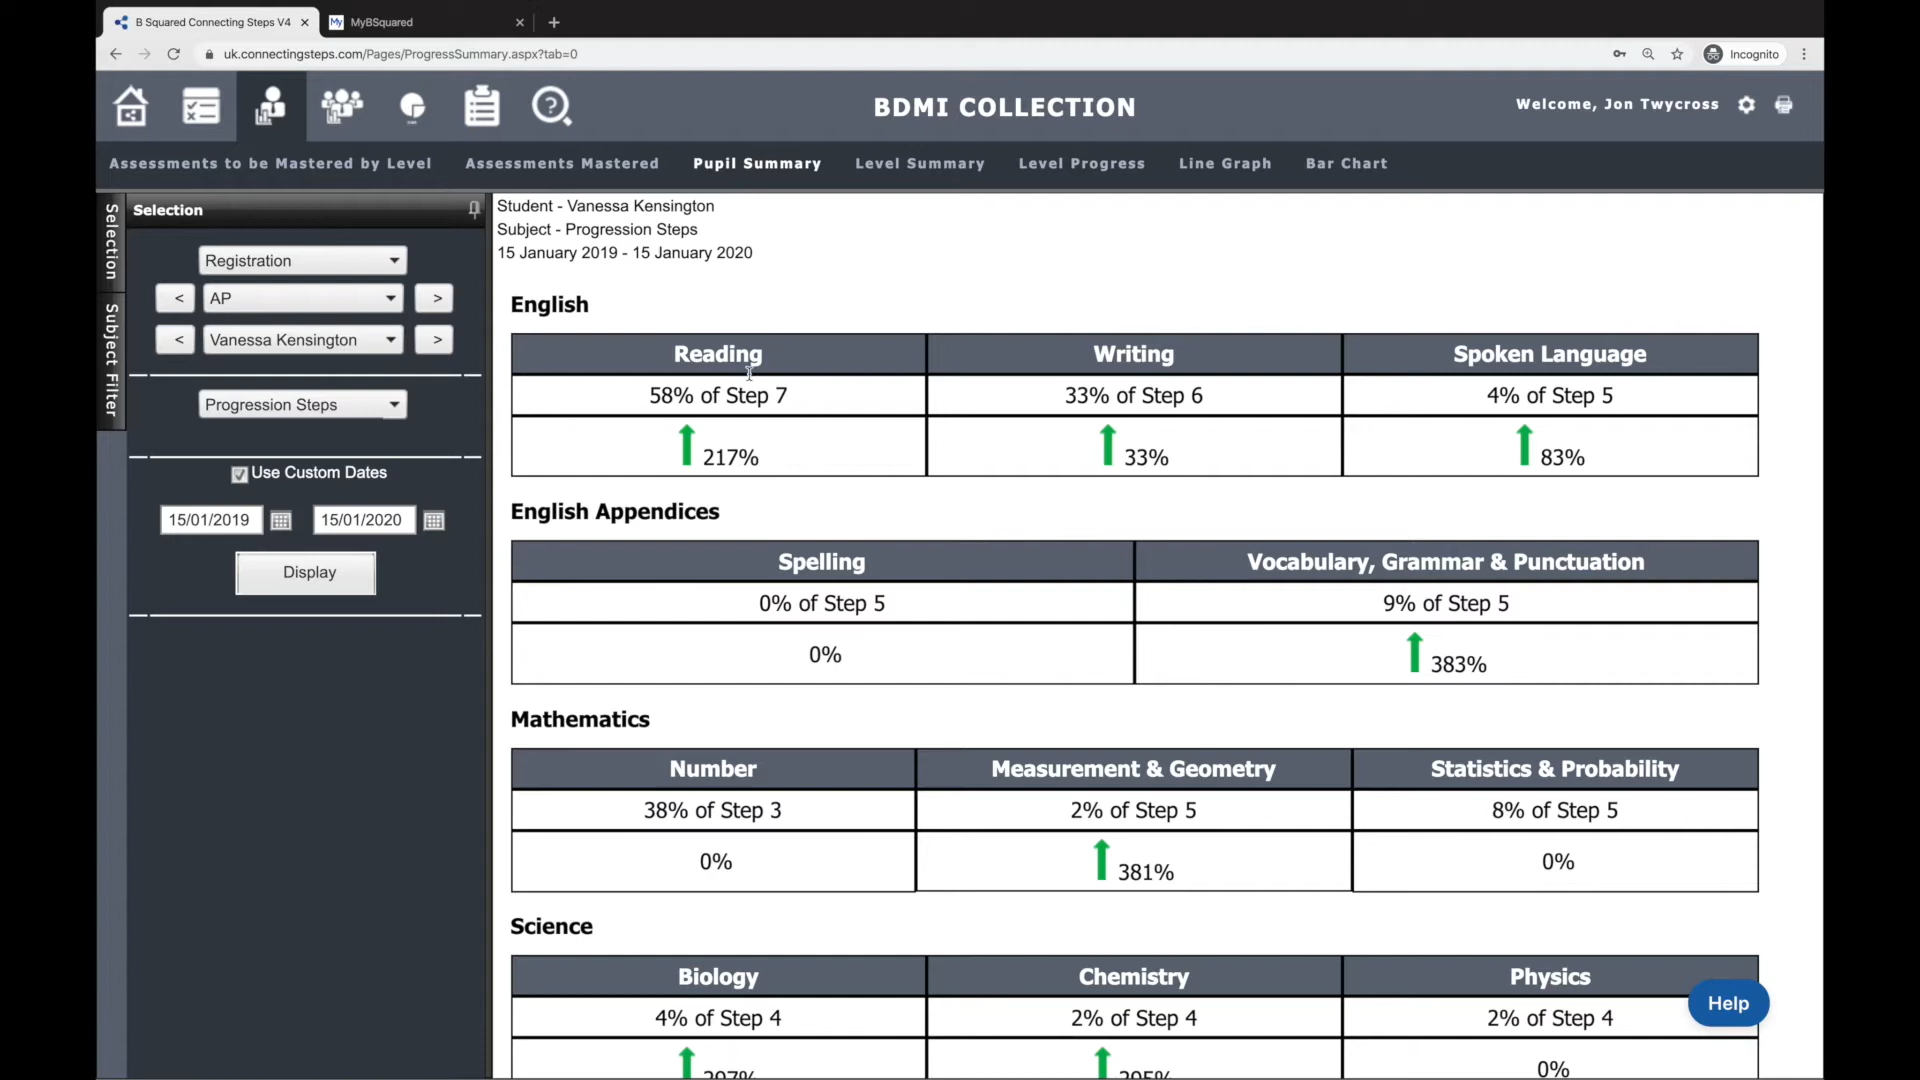 B Squared Connecting Steps V4
MyBSquared
uk.connectingsteps.com/Pages/ProgressSummary.aspx?tab=0
Incognito
BDMI COLLECTION
Welcome, Jon Twycross
Assessments to be Mastered by Level Assessments Mastered Pupil Summary Level Summary Level Progress Line Graph Bar Chart
Selection
Subject Filter
Selection
Registration
< AP >
< Vanessa Kensington >
Progression Steps
Use Custom Dates
15/01/2019 15/01/2020
Display
Student - Vanessa Kensington
Subject - Progression Steps
15 January 2019 - 15 January 2020
English
Reading Writing Spoken Language
58% of Step 7 33% of Step 6 4% of Step 5
217% 33% 83%
English Appendices
Spelling Vocabulary, Grammar & Punctuation
0% of Step 5 9% of Step 5
0% 383%
Mathematics
Number Measurement & Geometry Statistics & Probability
38% of Step 3 2% of Step 5 8% of Step 5
0% 381% 0%
Science
Biology Chemistry Physics
4% of Step 4 2% of Step 4 2% of Step 4
0%
Help